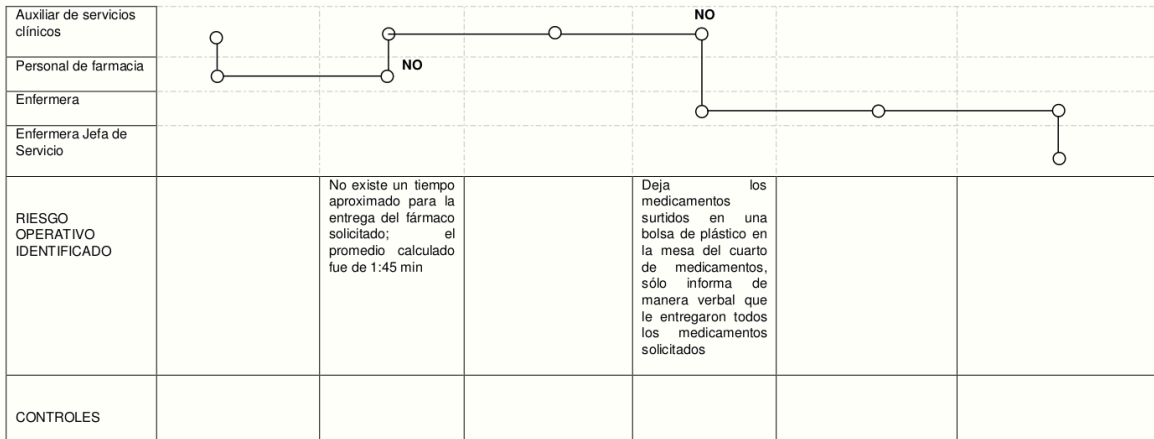 Auxiliar de servicios
clínicos
NO
Personal de farmacia
NO
Enfermera
Enfermera Jefa de
Servicio
RIESGO
OPERATIVO
IDENTIFICADO
No existe un tiempo
aproximado para la
entrega del fármaco
solicitado; el
promedio calculado
fue de 1:45 min
Deja los
medicamentos
surtidos en una
bolsa de plástico en
la mesa del cuarto
de medicamentos,
sólo informa de
manera verbal que
le entregaron todos
los medicamentos
solicitados
CONTROLES